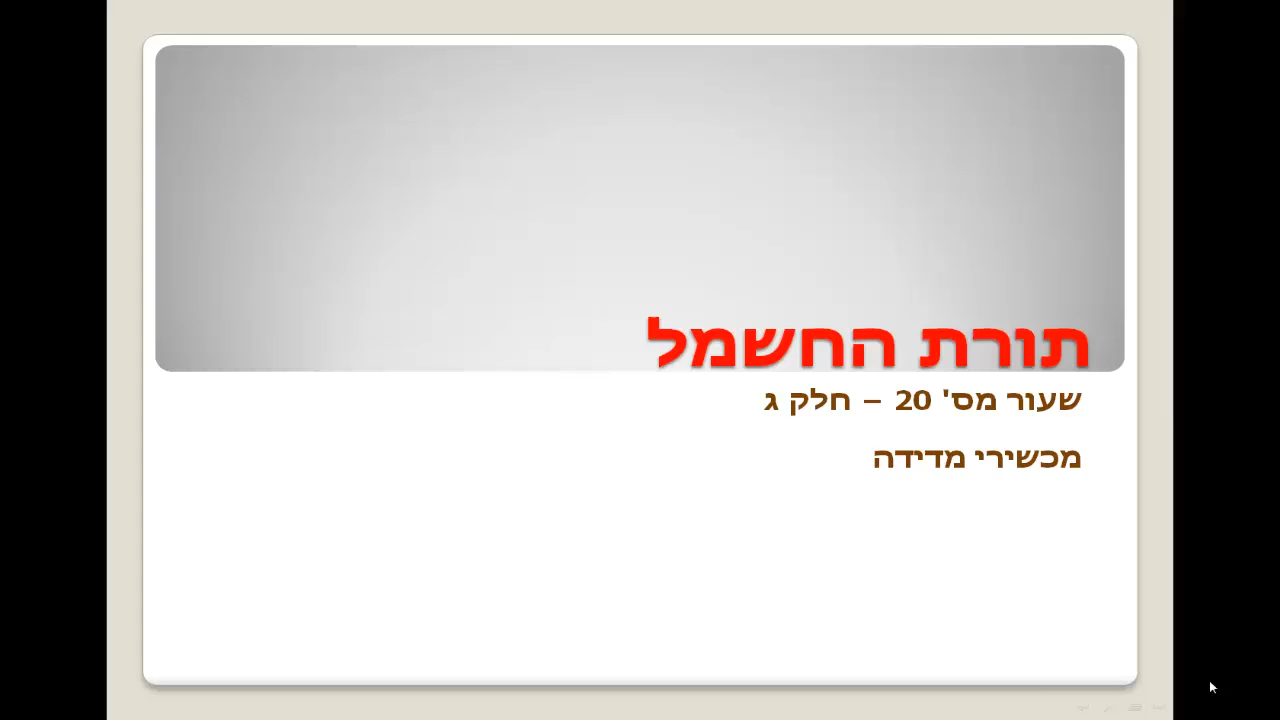 תורת החשמל
שעור מס' 20 – חלק ג
מכשירי מדידה